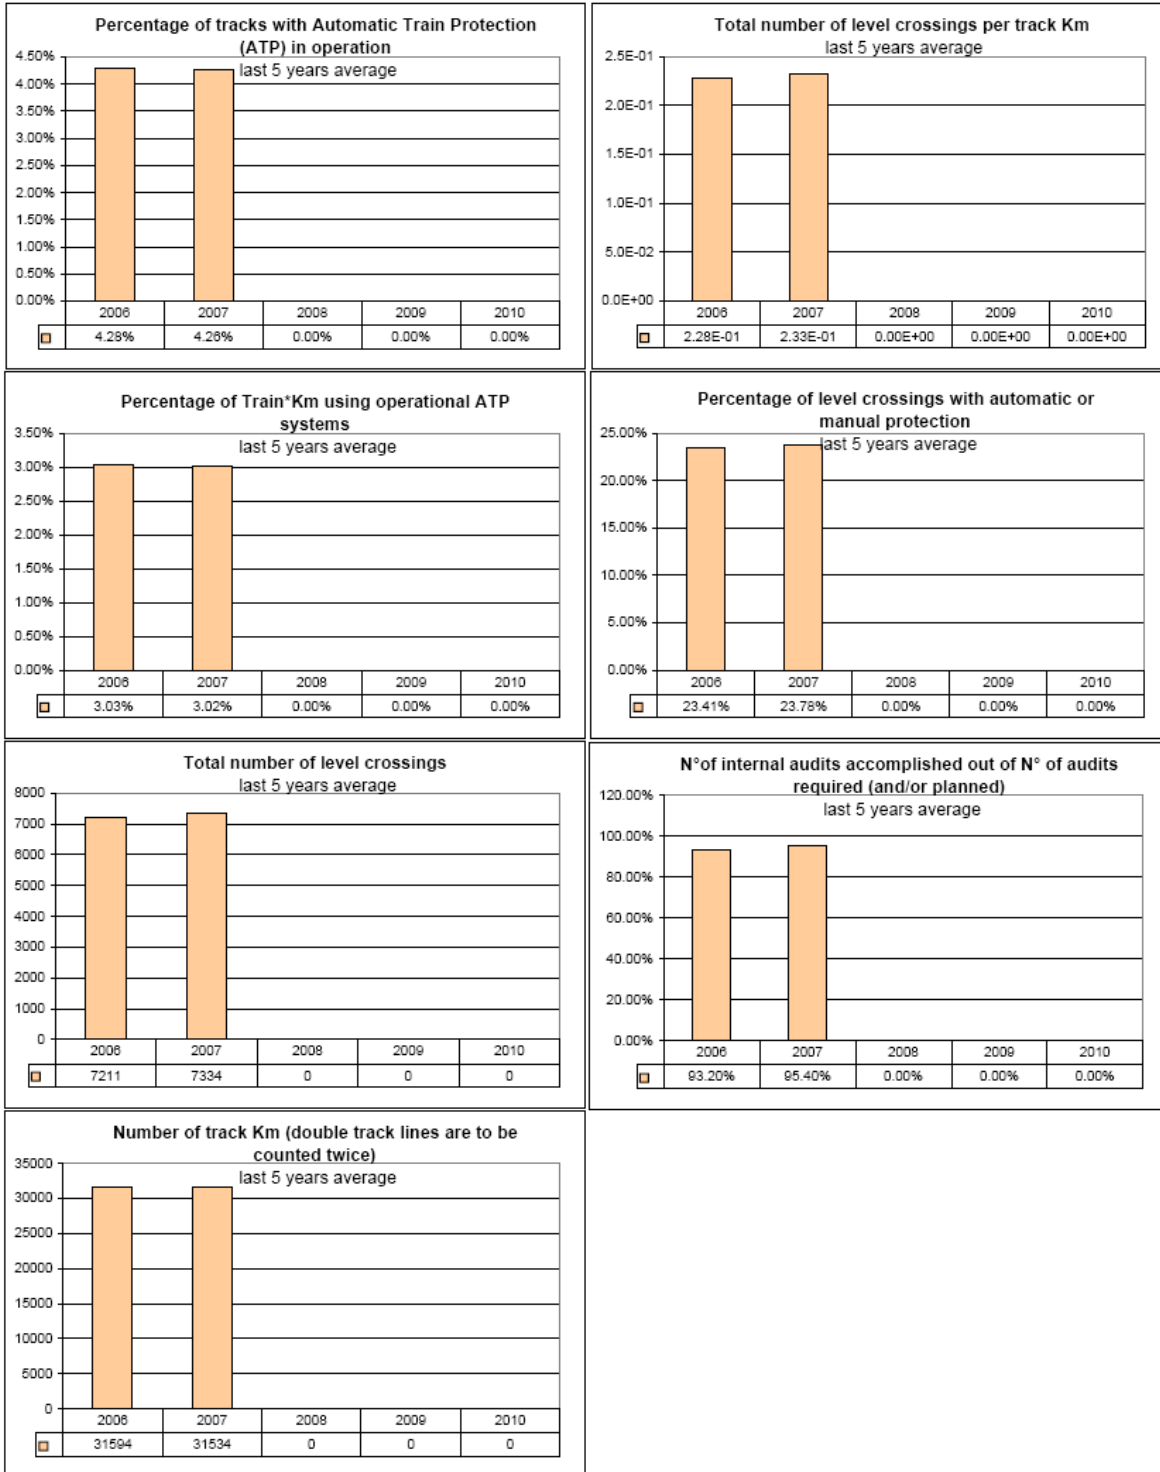 Percentage of tracks with Automatic Train Protection
(ATP) in operation
last 5 years average
4.50%
4.00%
3.50%
3.00%
2.50%
2.00%
1.50%
1.00%
0.50%
0.00%
2006 2007 2008 2009 2010
4.28% 4.26% 0.00% 0.00% 0.00%
Total number of level crossings per track Km
last 5 years average
2.5E-01
2.0E-01
1.5E-01
1.0E-01
5.0E-02
0.0E+00
2006 2007 2008 2009 2010
2.28E-01 2.33E-01 0.00E+00 0.00E+00 0.00E+00
Percentage of Train*Km using operational ATP
systems
last 5 years average
3.50%
3.00%
2.50%
2.00%
1.50%
1.00%
0.50%
0.00%
2006 2007 2008 2009 2010
3.03% 3.02% 0.00% 0.00% 0.00%
Percentage of level crossings with automatic or
manual protection
last 5 years average
25.00%
20.00%
15.00%
10.00%
5.00%
0.00%
2006 2007 2008 2009 2010
23.41% 23.78% 0.00% 0.00% 0.00%
Total number of level crossings
last 5 years average
8000
7000
6000
5000
4000
3000
2000
1000
0
2006 2007 2008 2009 2010
7211 7334 0 0 0
N°of internal audits accomplished out of N° of audits
required (and/or planned)
last 5 years average
120.00%
100.00%
80.00%
60.00%
40.00%
20.00%
0.00%
2006 2007 2008 2009 2010
93.20% 95.40% 0.00% 0.00% 0.00%
Number of track Km (double track lines are to be
counted twice)
last 5 years average
35000
30000
25000
20000
15000
10000
5000
0
2006 2007 2008 2009 2010
31594 31534 0 0 0